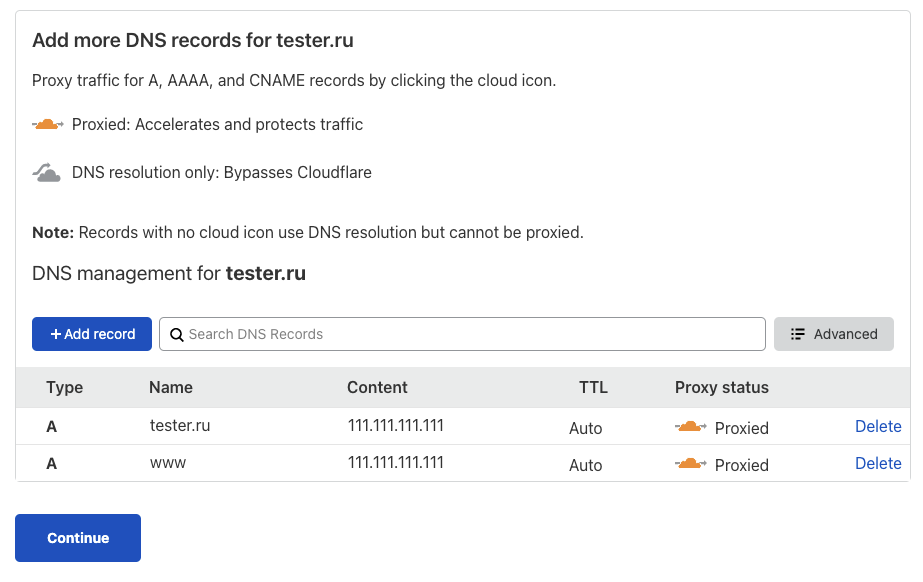 Add more DNS records for tester.ru
Proxy traffic for A, AAAA, and CNAME records by clicking the cloud icon.
Proxied: Accelerates and protects traffic
DNS resolution only: Bypasses Cloudflare
Note: Records with no cloud icon use DNS resolution but cannot be proxied.
DNS management for tester.ru
+ Add record Search DNS Records Advanced
Type Name Content TTL Proxy status
A tester.ru 111.111.111.111 Auto Proxied Delete
A www 111.111.111.111 Auto Proxied Delete
Continue